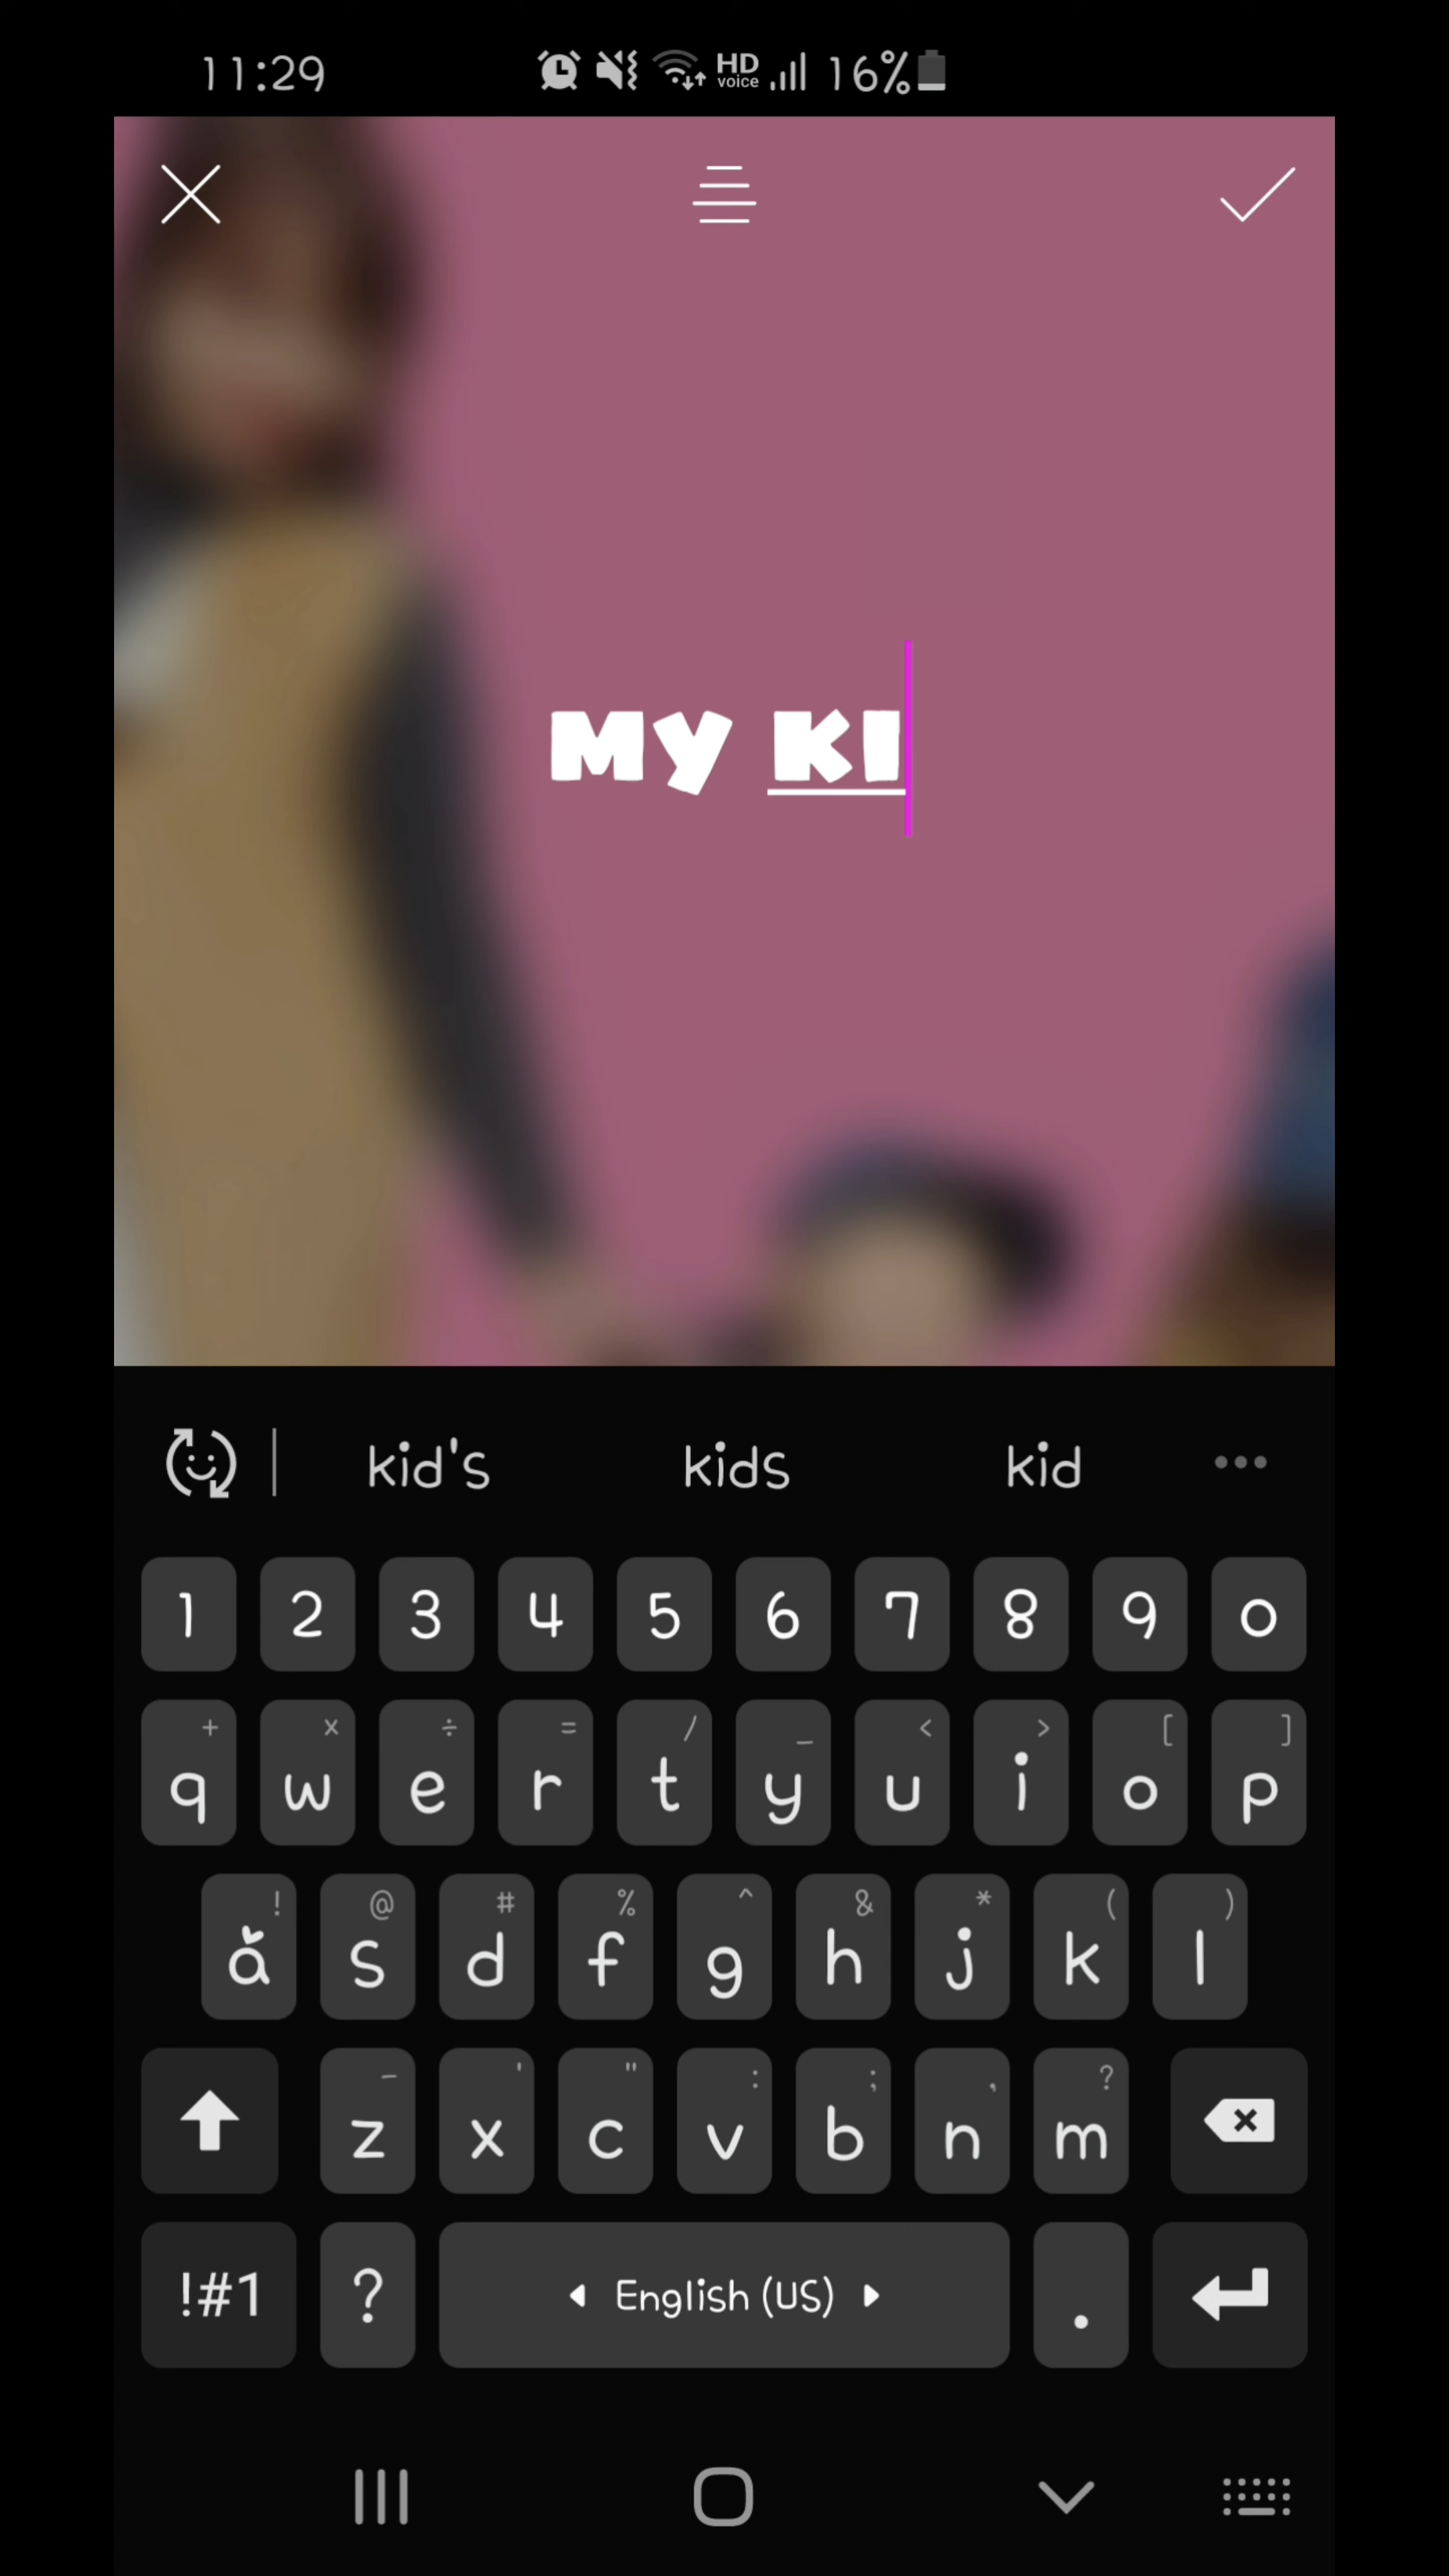 11:29 HD voice 16%
MY KI
kid's kids kid
1 2 3 4 5 6 7 8 9 0
+ × ÷ = / _ < > [ ]
q w e r t y u i o p
! @ # % ^ & * ( )
a s d f g h j k l
- ' " : ; , ?
z x c v b n m
!#1 ? English (US) .